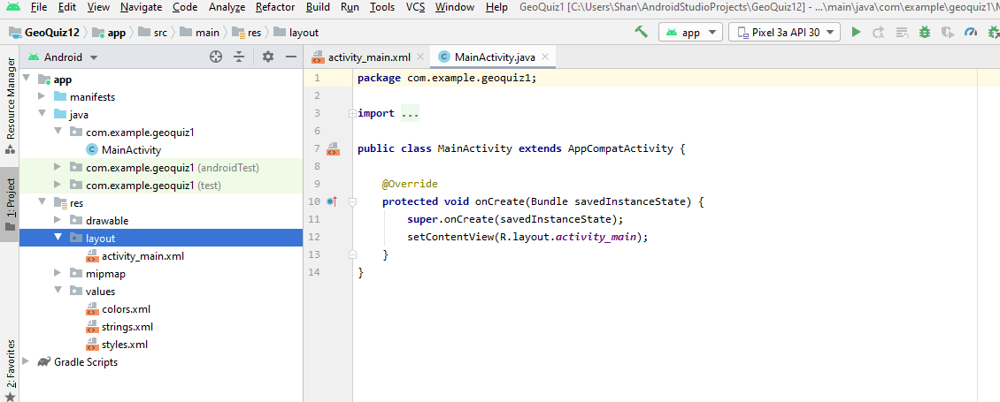 File Edit View Navigate Code Analyze Refactor Build Run Tools VCS Window Help GeoQuiz1 [C:\Users\Shan\AndroidStudioProjects\GeoQuiz12] - ...\main\java\com\example\geoquiz1\M
GeoQuiz12 app src main res layout app Pixel 3a API 30
Android
activity_main.xml MainActivity.java
Resource Manager
1: Project
2: Favorites
app
manifests
java
com.example.geoquiz1
MainActivity
com.example.geoquiz1 (androidTest)
com.example.geoquiz1 (test)
res
drawable
layout
activity_main.xml
mipmap
values
colors.xml
strings.xml
styles.xml
Gradle Scripts
1 package com.example.geoquiz1;
2
3 import ...
6
7 public class MainActivity extends AppCompatActivity {
8
9 @Override
10 protected void onCreate(Bundle savedInstanceState) {
11 super.onCreate(savedInstanceState);
12 setContentView(R.layout.activity_main);
13 }
14 }